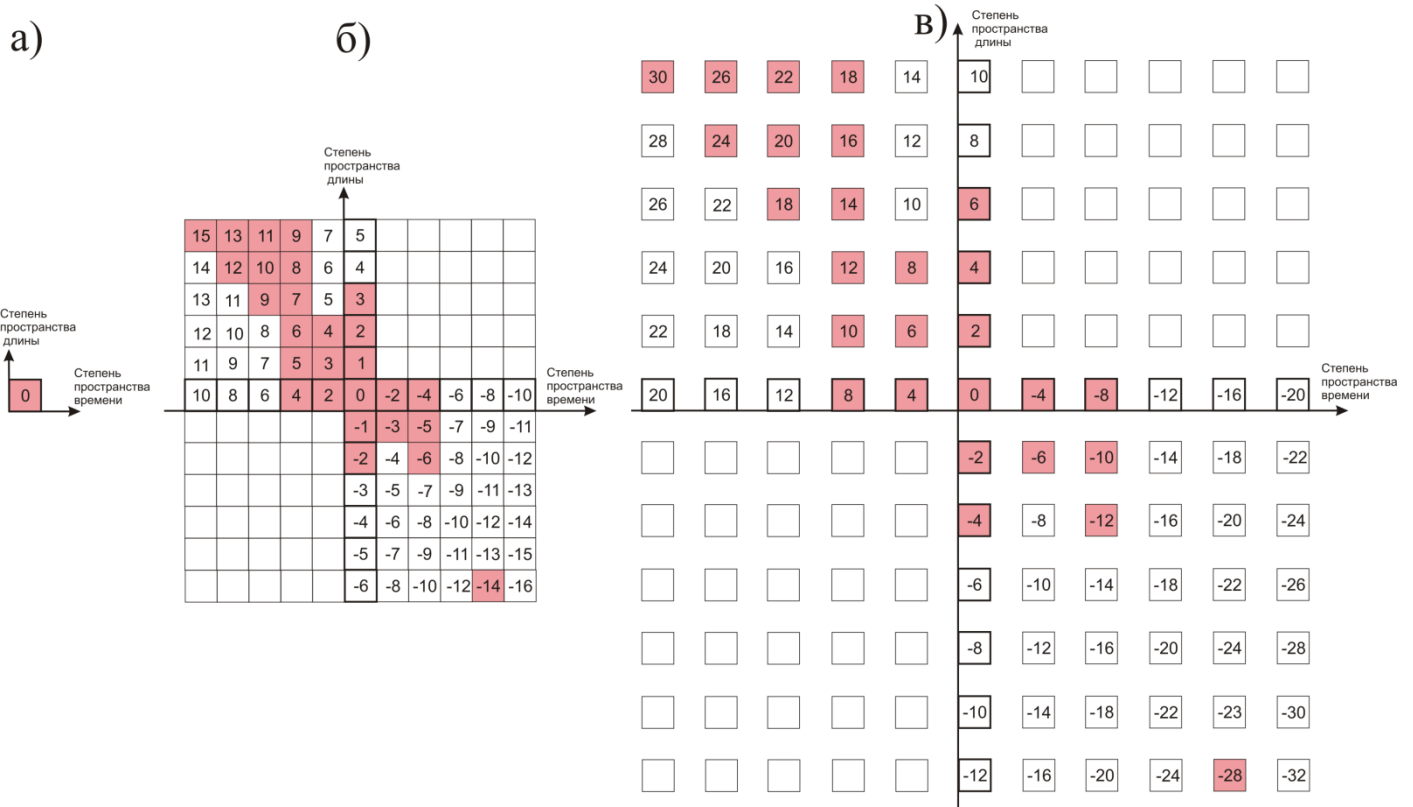 а)
Степень
пространства
длины
0
Степень
пространства
времени
б)
Степень
пространства
длины
15 13 11 9 7 5
14 12 10 8 6 4
13 11 9 7 5 3
12 10 8 6 4 2
11 9 7 5 3 1
10 8 6 4 2 0 -2 -4 -6 -8 -10
Степень
пространства
времени
-1 -3 -5 -7 -9 -11
-2 -4 -6 -8 -10 -12
-3 -5 -7 -9 -11 -13
-4 -6 -8 -10 -12 -14
-5 -7 -9 -11 -13 -15
-6 -8 -10 -12 -14 -16
в)
Степень
пространства
длины
30 26 22 18 14 10
28 24 20 16 12 8
26 22 18 14 10 6
24 20 16 12 8 4
22 18 14 10 6 2
20 16 12 8 4 0 -4 -8 -12 -16 -20
Степень
пространства
времени
-2 -6 -10 -14 -18 -22
-4 -8 -12 -16 -20 -24
-6 -10 -14 -18 -22 -26
-8 -12 -16 -20 -24 -28
-10 -14 -18 -22 -23 -30
-12 -16 -20 -24 -28 -32